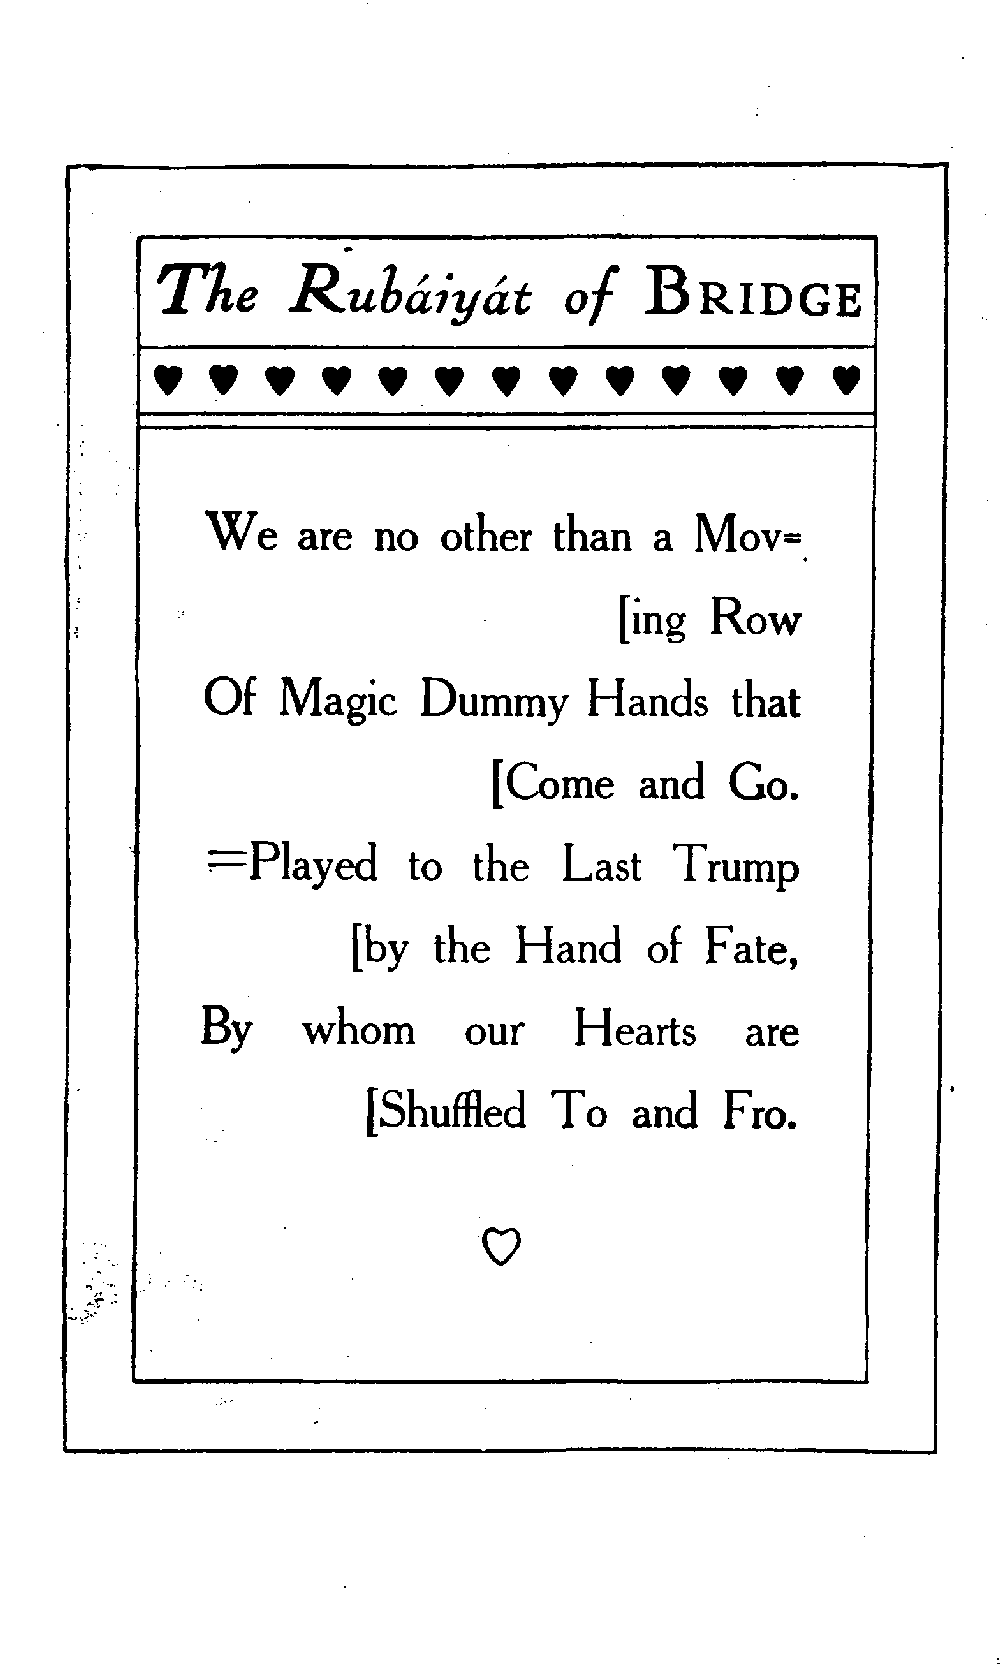 The Rubáiyát of BRIDGE
We are no other than a Mov=
[ing Row
Of Magic Dummy Hands that
[Come and Go.
=Played to the Last Trump
[by the Hand of Fate,
By whom our Hearts are
[Shuffled To and Fro.